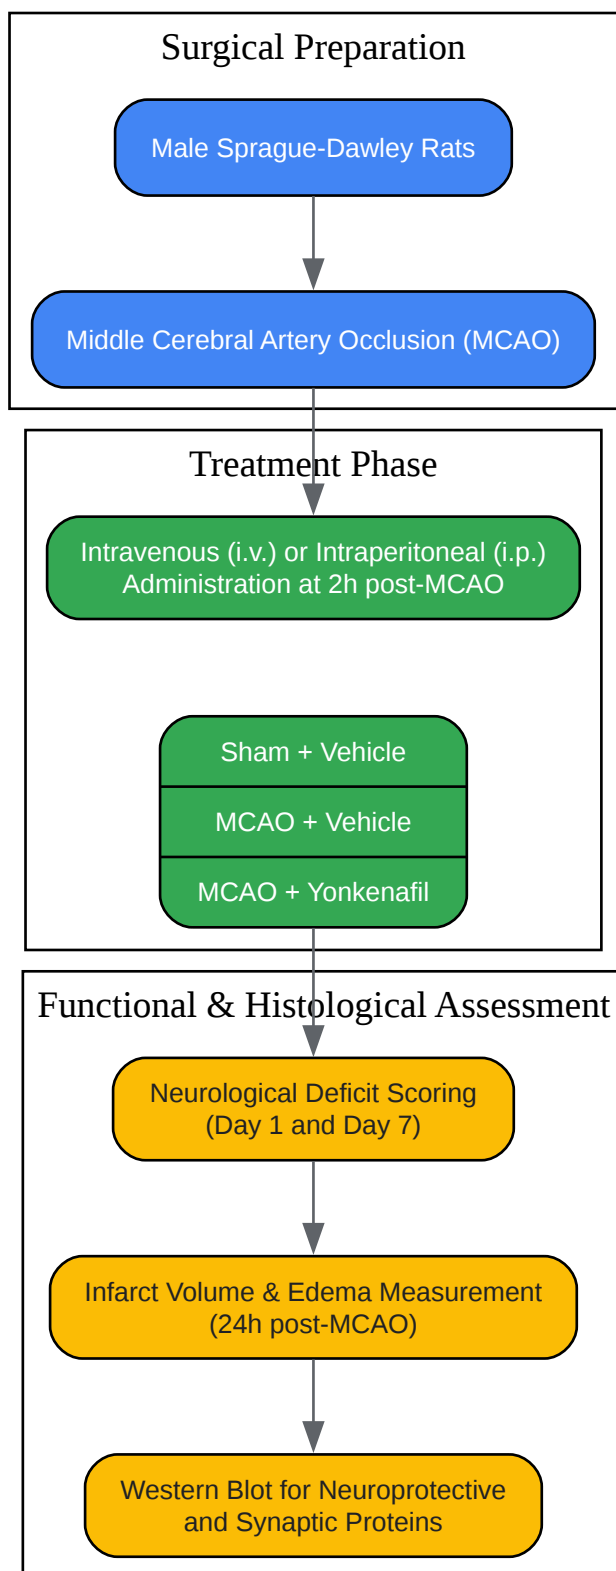 Surgical Preparation
Male Sprague-Dawley Rats
Middle Cerebral Artery Occlusion (MCAO)
Treatment Phase
Intravenous (i.v.) or Intraperitoneal (i.p.)
Administration at 2h post-MCAO
Sham + Vehicle
MCAO + Vehicle
MCAO + Yonkenafil
Functional & Histological Assessment
Neurological Deficit Scoring
(Day 1 and Day 7)
Infarct Volume & Edema Measurement
(24h post-MCAO)
Western Blot for Neuroprotective
and Synaptic Proteins